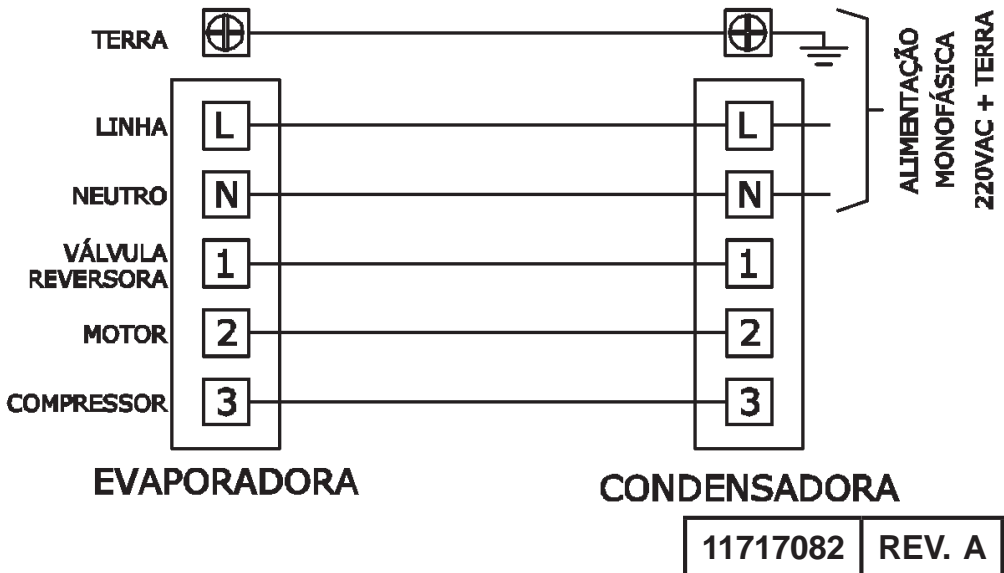 TERRA
LINHA
L
L
NEUTRO
N
N
VÁLVULA
REVERSORA
1
1
MOTOR
2
2
COMPRESSOR
3
3
EVAPORADORA
CONDENSADORA
ALIMENTAÇÃO
MONOFÁSICA
220VAC + TERRA
11717082
REV. A